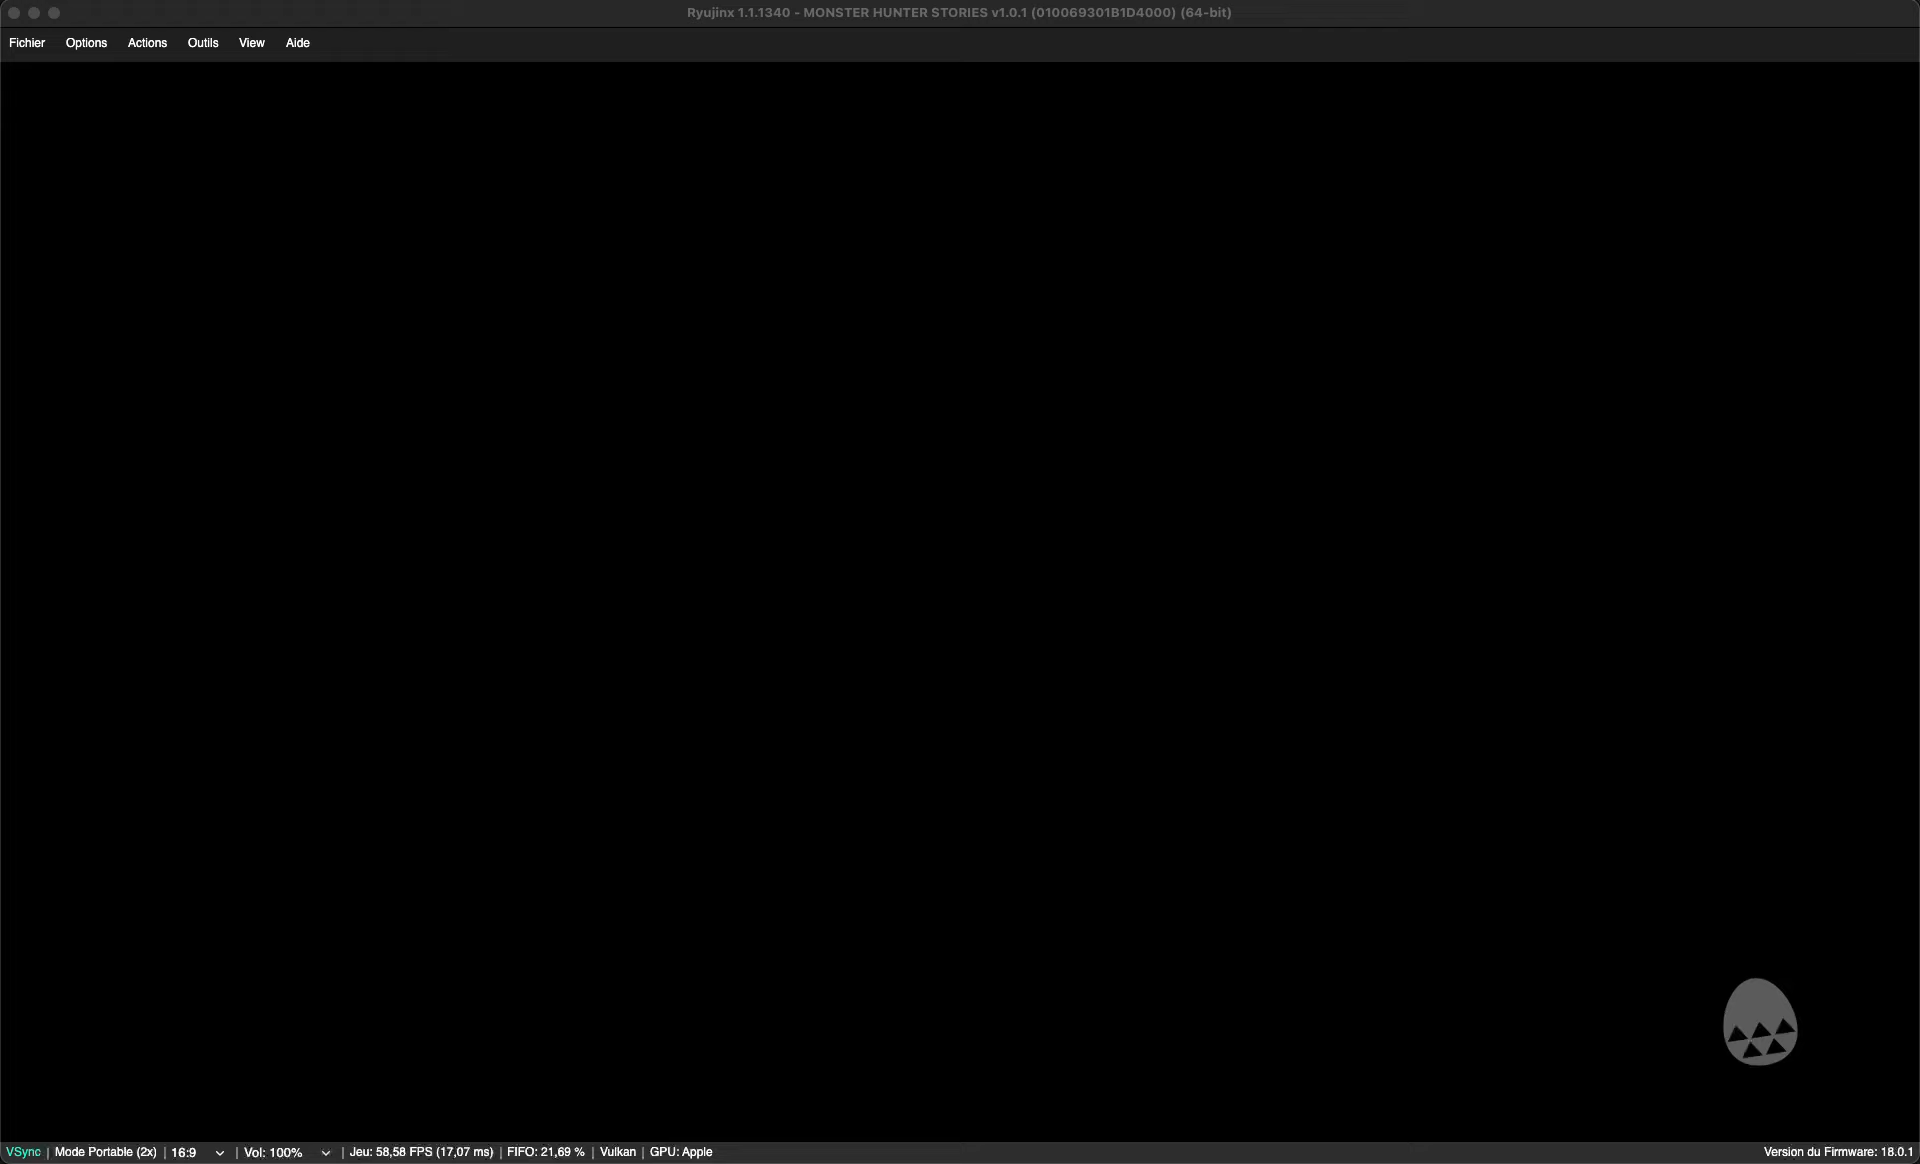 Ryujinx 1.1.1340 - MONSTER HUNTER STORIES v1.0.1 (010069301B1D4000) (64-bit)
Fichier Options Actions Outils View Aide
VSync | Mode Portable (2x) | 16:9 | Vol: 100% | Jeu: 58,58 FPS (17,07 ms) | FIFO: 21,69 % | Vulkan | GPU: Apple Version du Firmware: 18.0.1